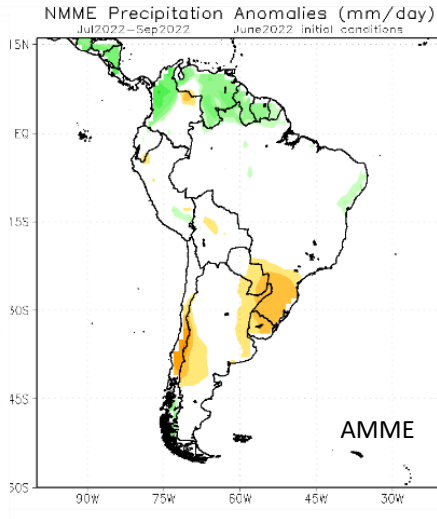 NMME Precipitation Anomalies (mm/day)
Jul2022–Sep2022 June2022 initial conditions
15N
EQ
15S
30S
45S
60S
AMME
90W 75W 60W 45W 30W